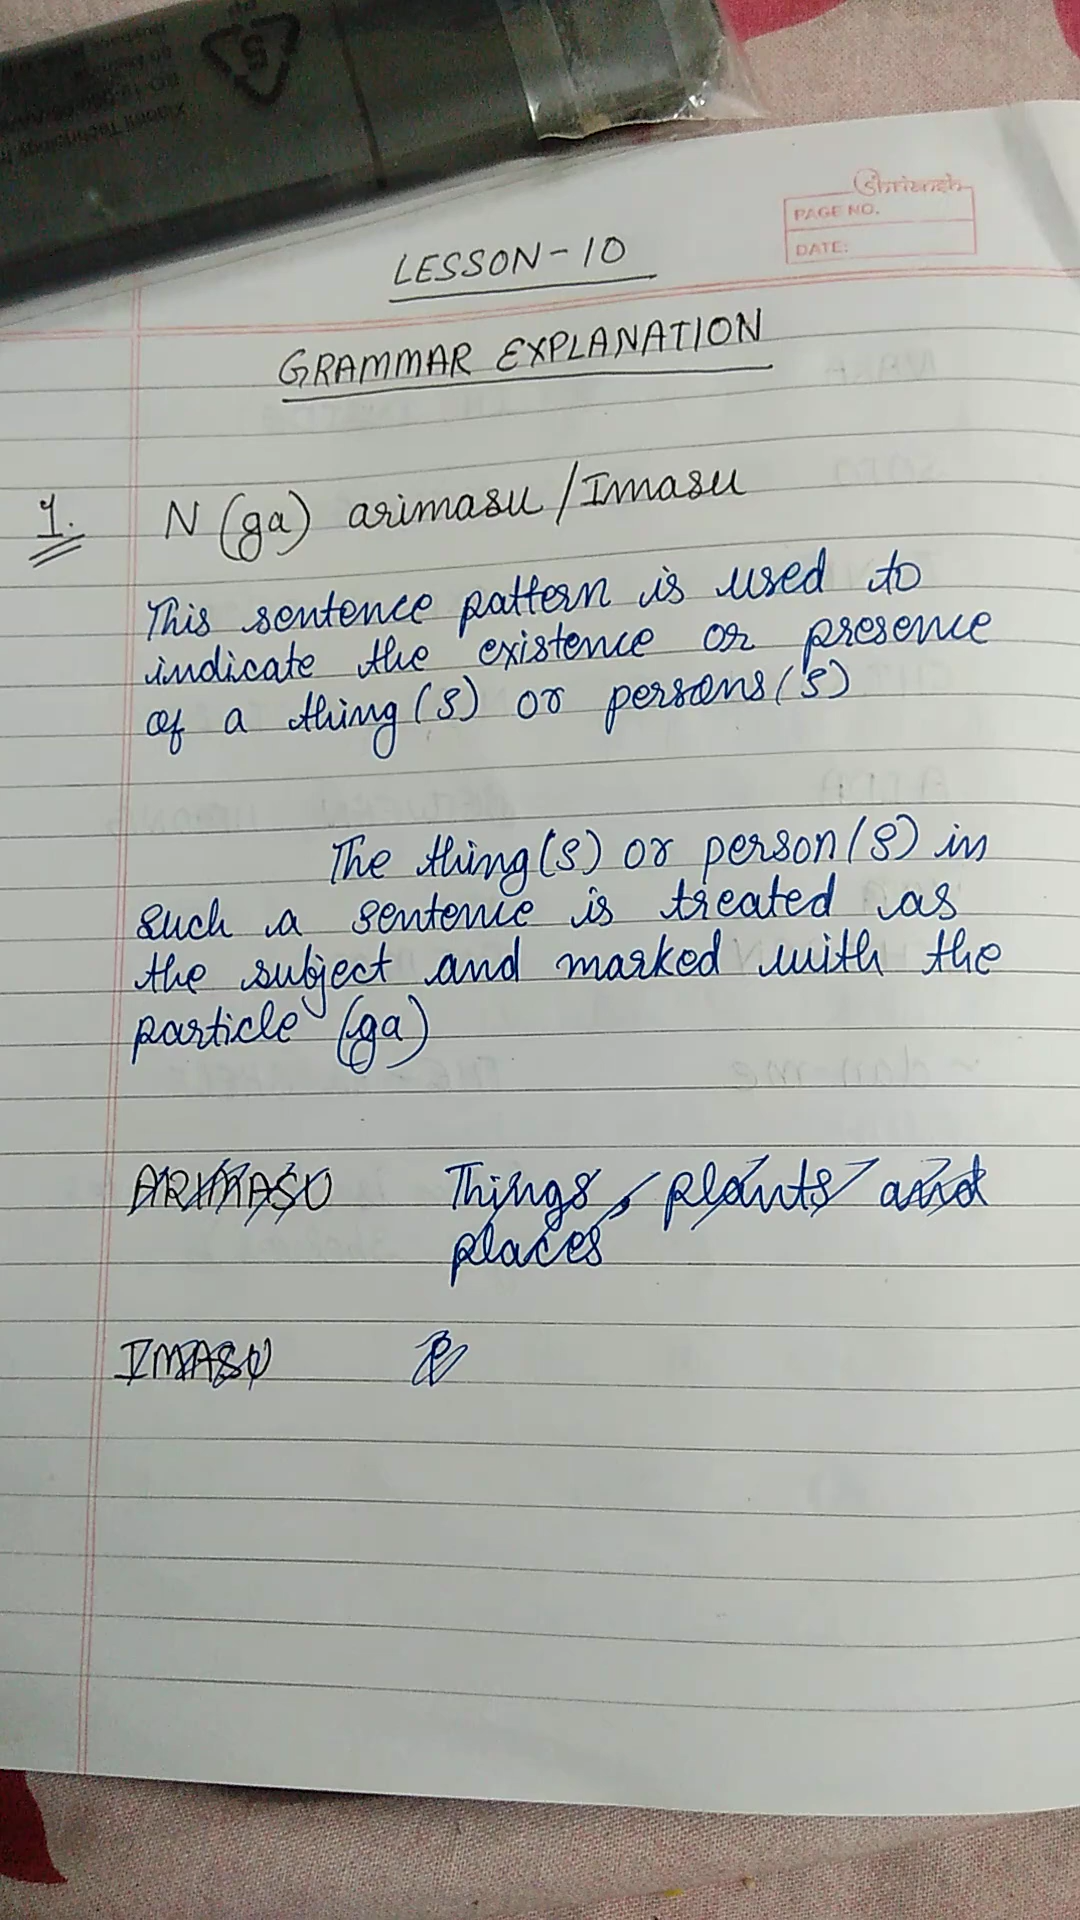 Shriansh
PAGE NO.
DATE:
LESSON-10
GRAMMAR EXPLANATION
1. N (ga) arimasu / Imasu
This sentence pattern is used to
indicate the existence or presence
of a thing(s) or persons(s)
The thing(s) or person(s) in
such a sentence is treated as
the subject and marked with the
particle (ga)
ARIMASU Things, plants and
places
IMASU P